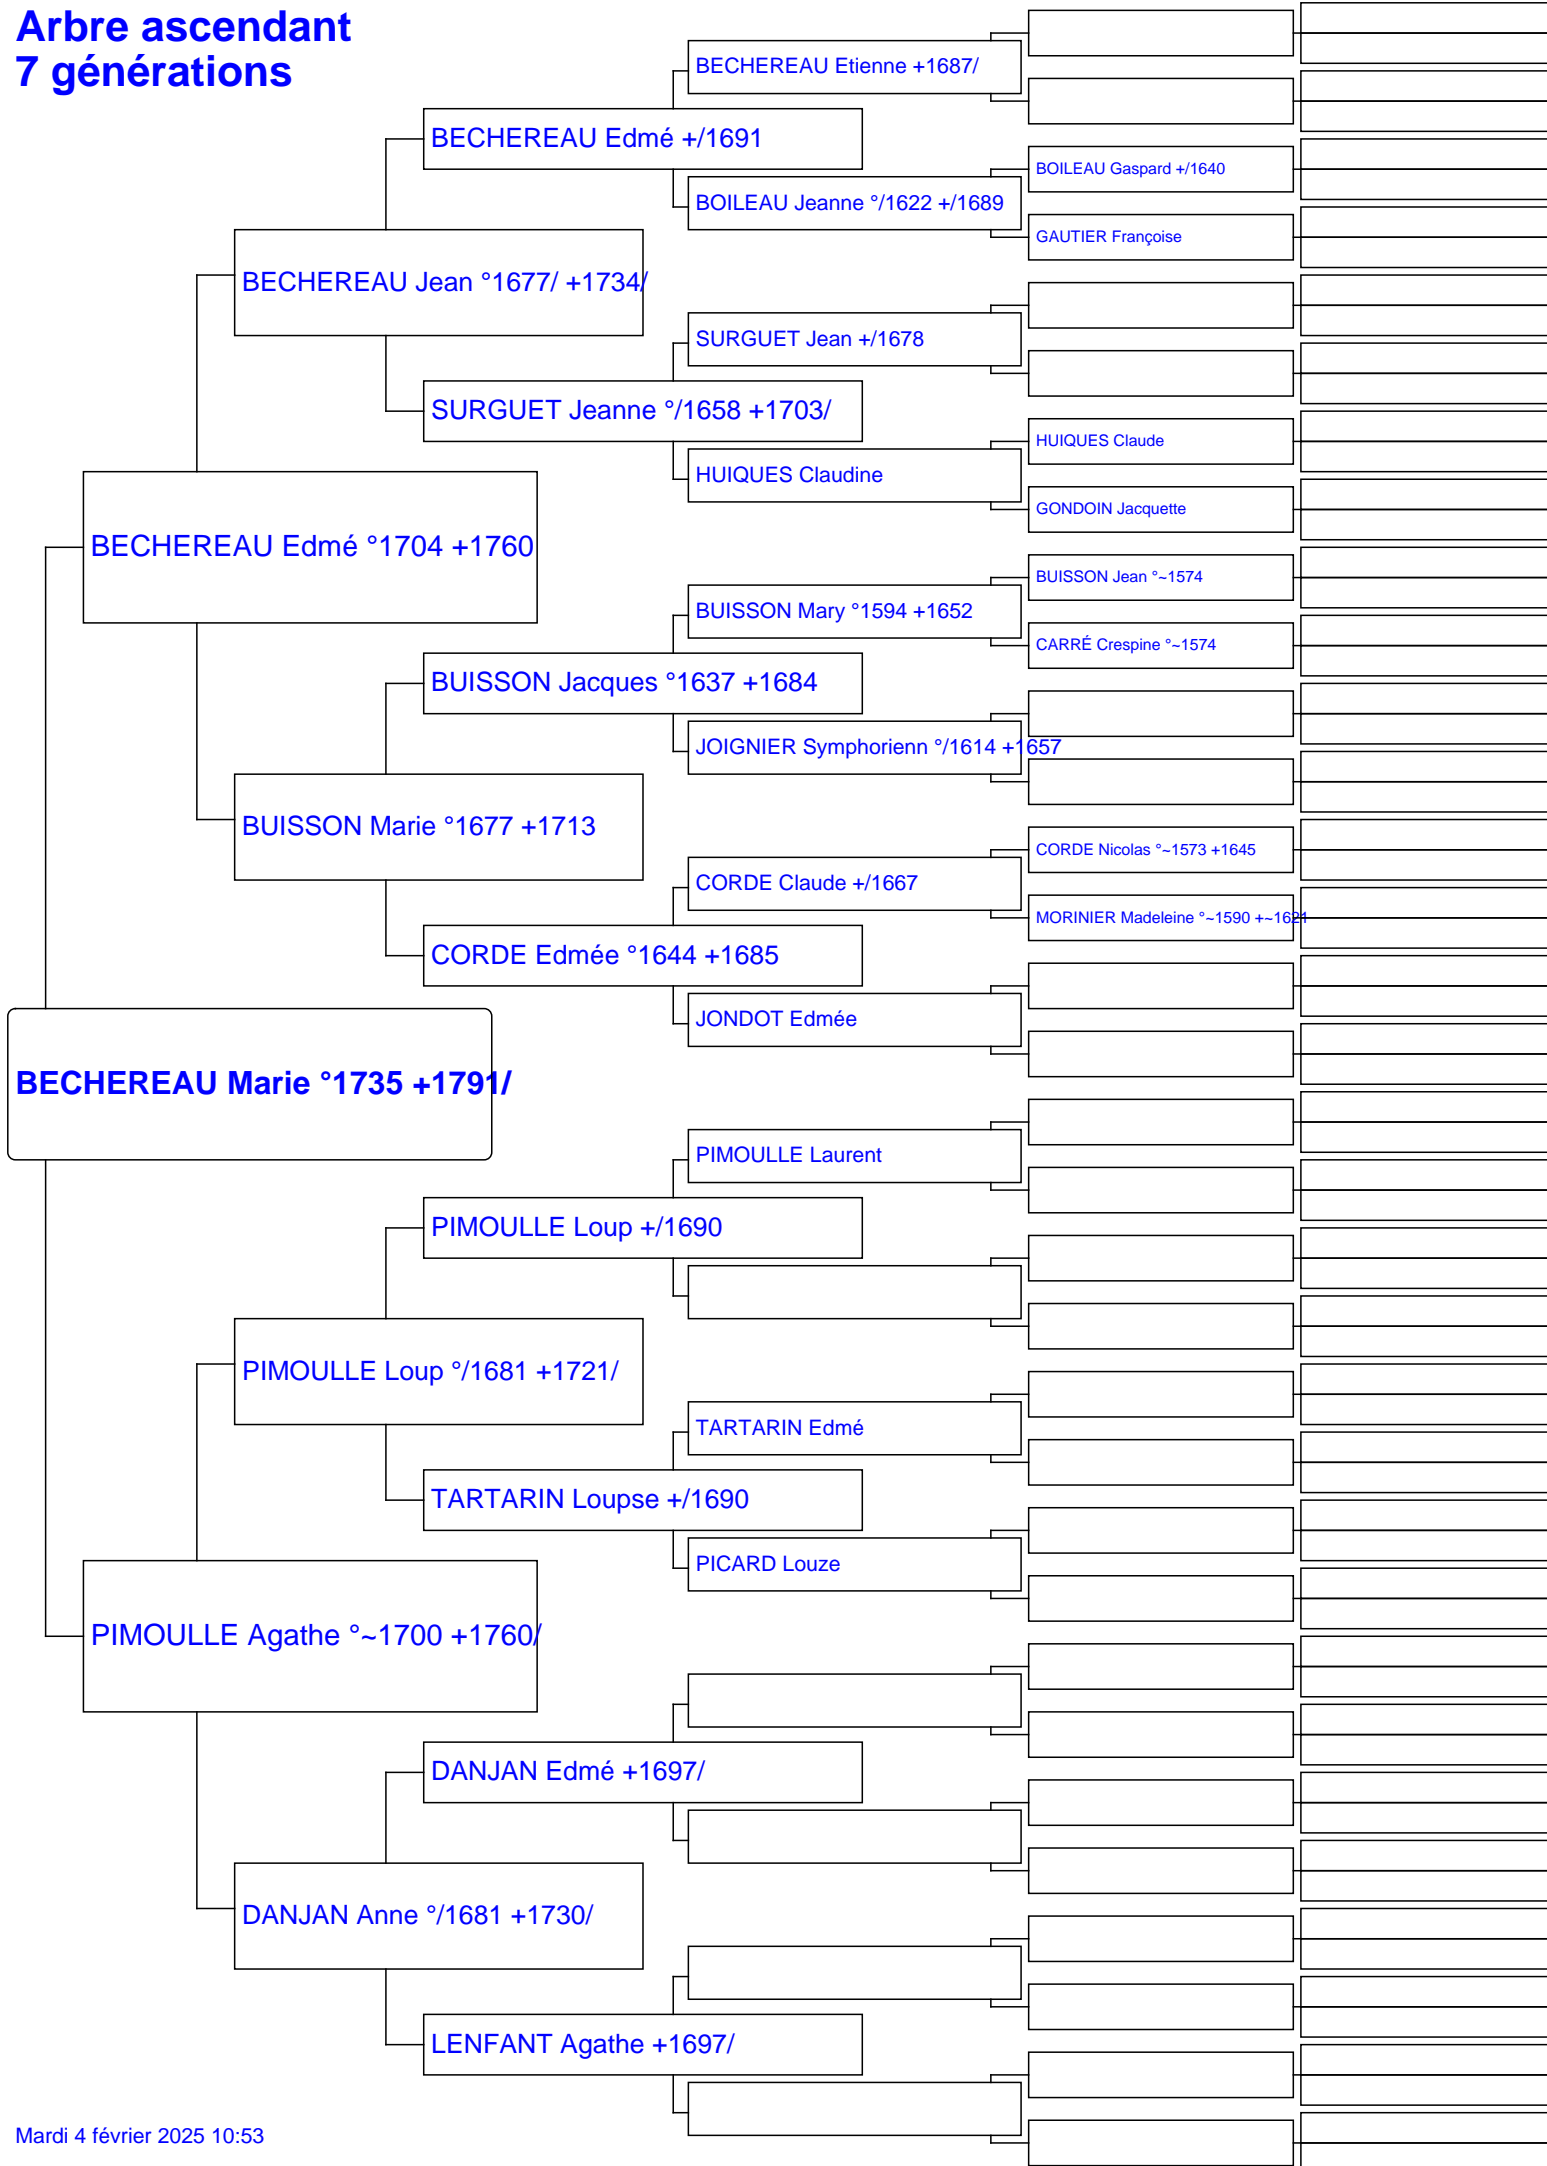 Arbre ascendant
7 générations
BECHEREAU Etienne +1687/
BECHEREAU Edmé +/1691
BOILEAU Gaspard +/1640
BOILEAU Jeanne °/1622 +/1689
GAUTIER Françoise
BECHEREAU Jean °1677/ +1734/
SURGUET Jean +/1678
SURGUET Jeanne °/1658 +1703/
HUIQUES Claude
HUIQUES Claudine
GONDOIN Jacquette
BECHEREAU Edmé °1704 +1760
BUISSON Jean °~1574
BUISSON Mary °1594 +1652
CARRÉ Crespine °~1574
BUISSON Jacques °1637 +1684
JOIGNIER Symphorienn °/1614 +1657
BUISSON Marie °1677 +1713
CORDE Nicolas °~1573 +1645
CORDE Claude +/1667
MORINIER Madeleine °~1590 +~1621
CORDE Edmée °1644 +1685
JONDOT Edmée
BECHEREAU Marie °1735 +1791/
PIMOULLE Laurent
PIMOULLE Loup +/1690
PIMOULLE Loup °/1681 +1721/
TARTARIN Edmé
TARTARIN Loupse +/1690
PICARD Louze
PIMOULLE Agathe °~1700 +1760/
DANJAN Edmé +1697/
DANJAN Anne °/1681 +1730/
LENFANT Agathe +1697/
Mardi 4 février 2025 10:53